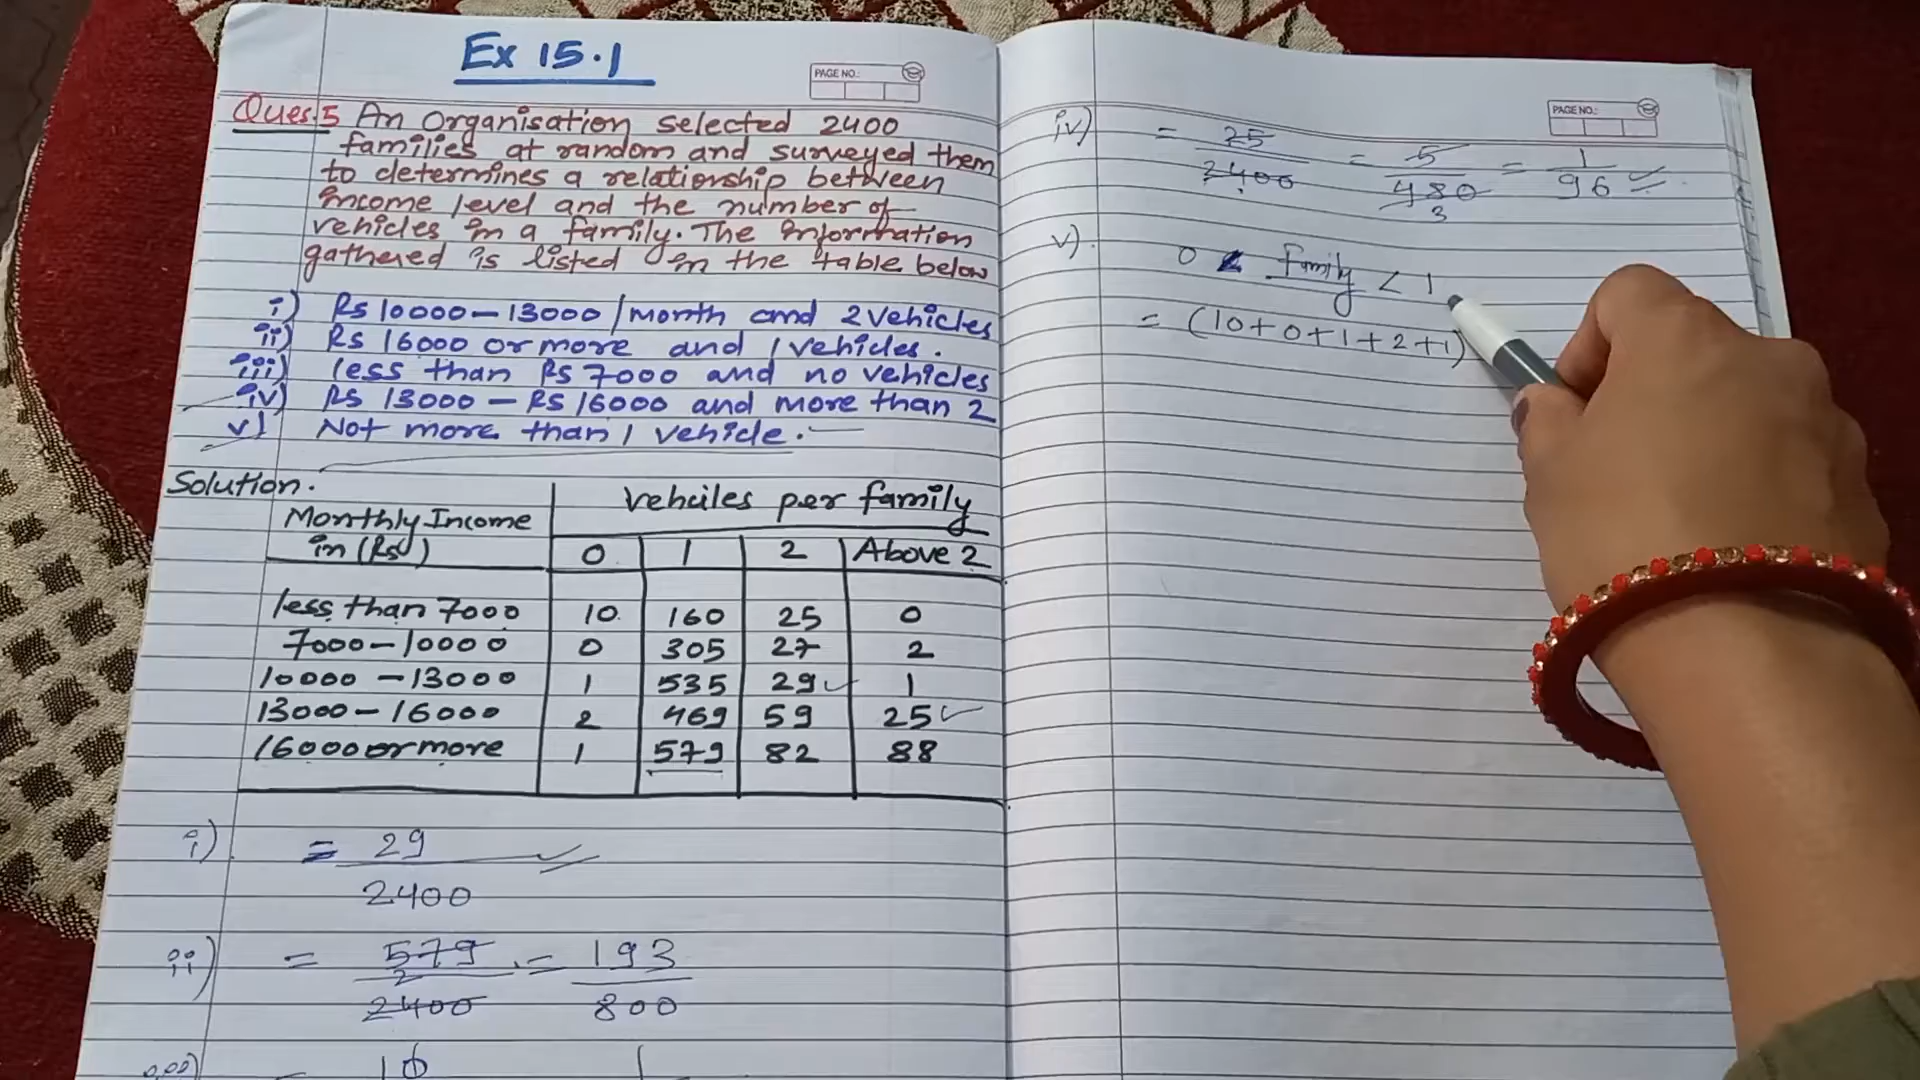 Ex 15.1
PAGE NO.:
Ques.5 An Organisation selected 2400
families at random and surveyed them
to determines a relationship between
income level and the number of
vehicles in a family. The information
gathered is listed in the table below
i) Rs 10000-13000/month and 2 vehicles
ii) Rs 16000 or more and 1 vehicles.
iii) less than Rs 7000 and no vehicles
iv) Rs 13000 - Rs 16000 and more than 2
v) Not more than 1 vehicle.
Solution.
Monthly Income in (Rs) vehciles per family
0 1 2 Above 2
less than 7000 10 160 25 0
7000-10000 0 305 27 2
10000-13000 1 535 29 1
13000-16000 2 469 59 25
16000 or more 1 579 82 88
i) = 29
2400
ii) = 579 = 193
2400 800
iii) = 10 1
PAGE NO.:
iv) = 25 = 5 = 1
2400 480 96
v). 0 family < 1
= (10+0+1+2+1)